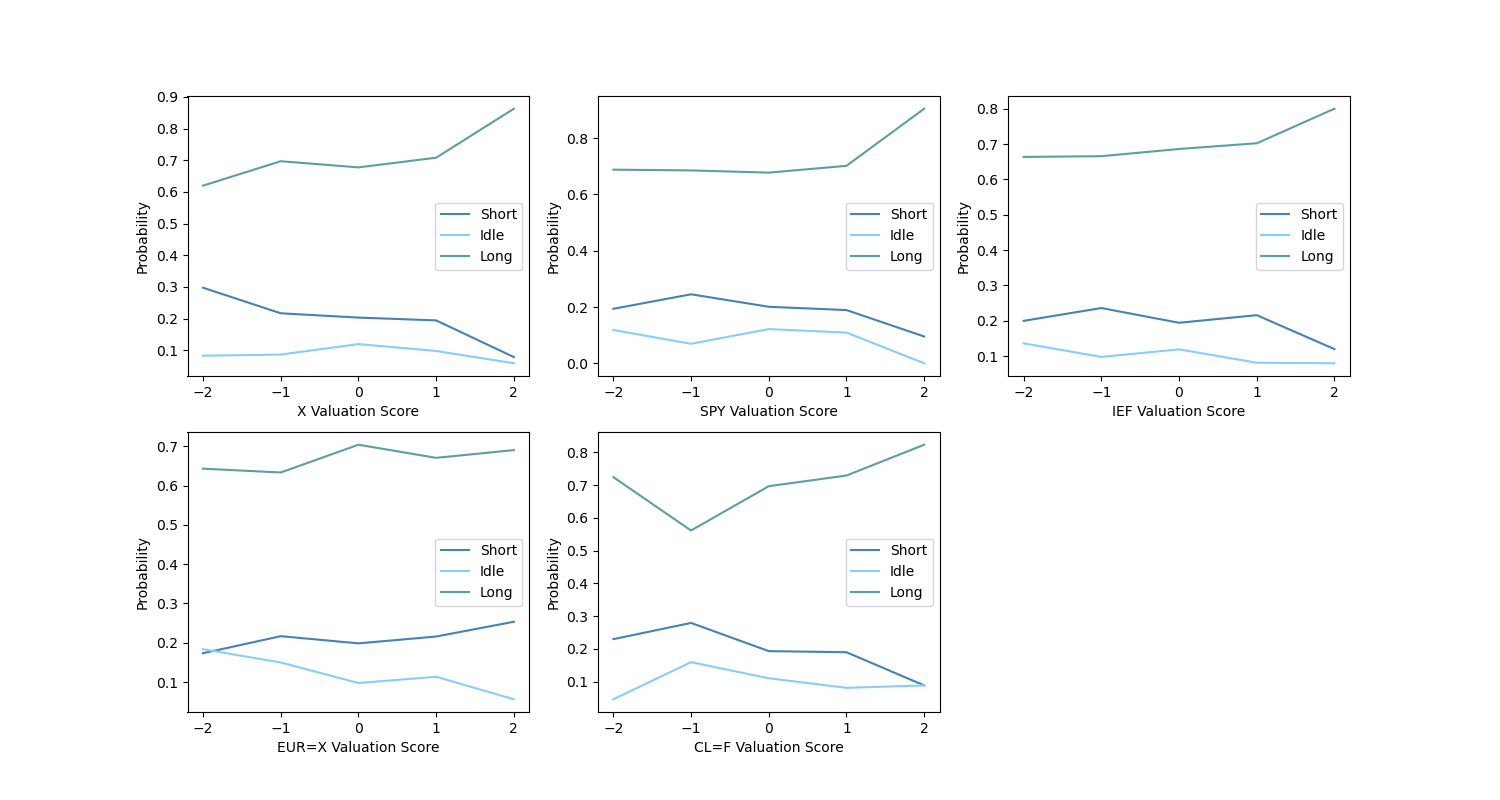 0.9
0.8
0.7
0.6
0.5
0.4
0.3
0.2
0.1
Probability
Short
Idle
Long
−2 −1 0 1 2
X Valuation Score
0.8
0.6
0.4
0.2
0.0
Probability
Short
Idle
Long
−2 −1 0 1 2
SPY Valuation Score
0.8
0.7
0.6
0.5
0.4
0.3
0.2
0.1
Probability
Short
Idle
Long
−2 −1 0 1 2
IEF Valuation Score
0.7
0.6
0.5
0.4
0.3
0.2
0.1
Probability
Short
Idle
Long
−2 −1 0 1 2
EUR=X Valuation Score
0.8
0.7
0.6
0.5
0.4
0.3
0.2
0.1
Probability
Short
Idle
Long
−2 −1 0 1 2
CL=F Valuation Score